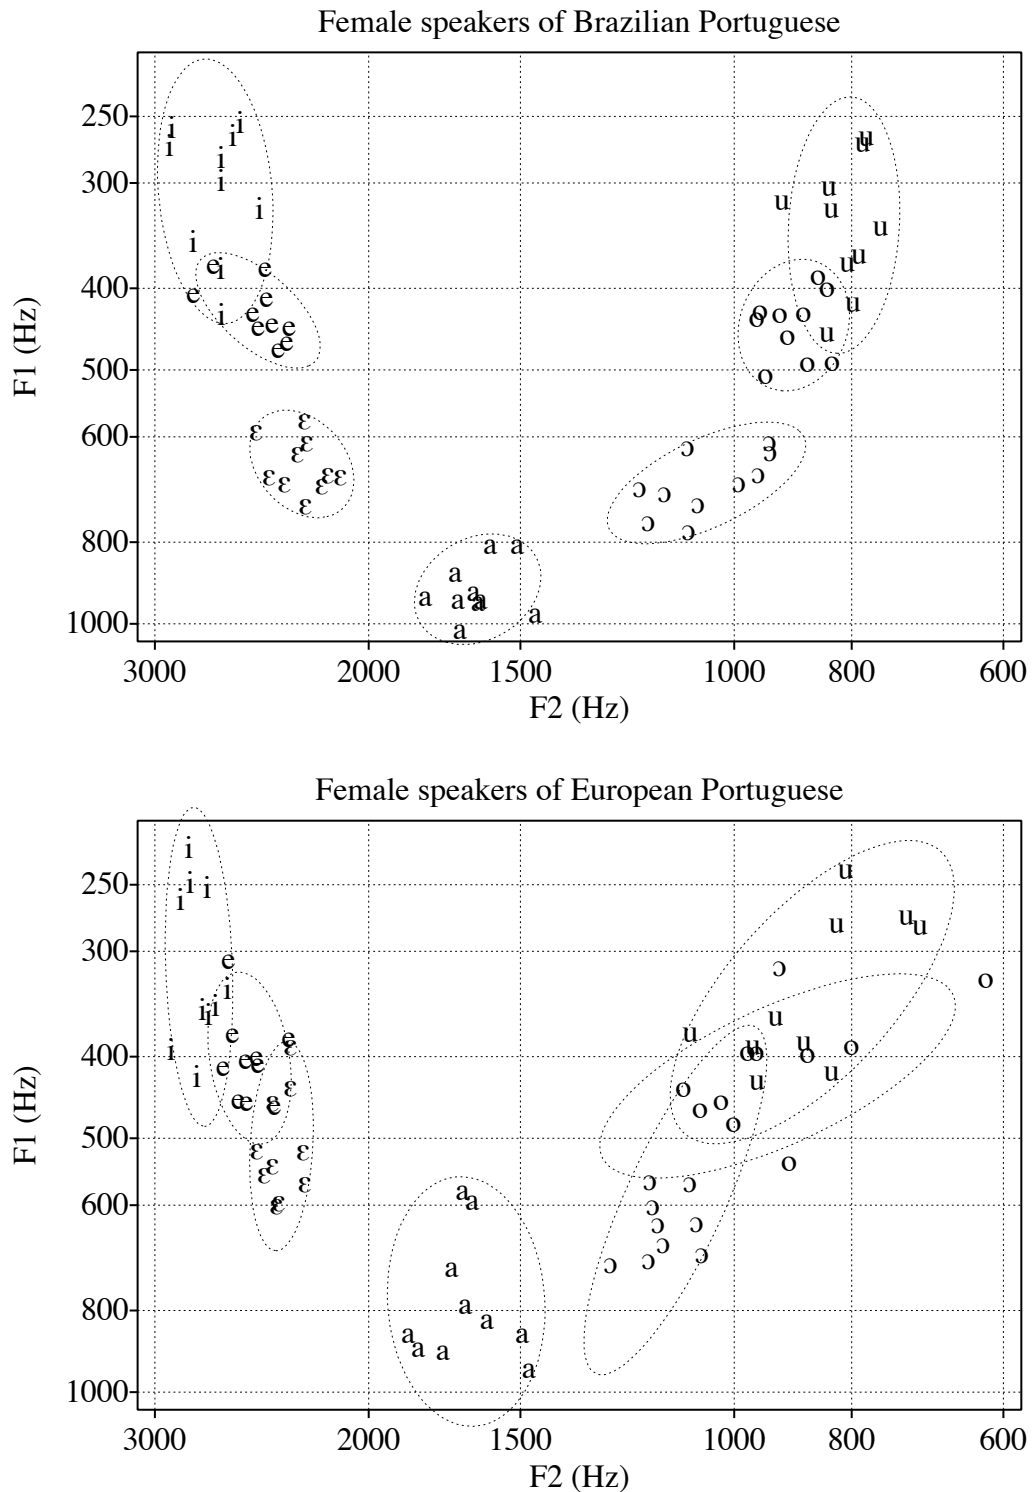 Female speakers of Brazilian Portuguese
250
i i
i i u u
i
300 i u
i u u
i u
i u u
e i e o
400 e e o u
i e e e e o o o o o u
e e o u
500 o o o
ɛ
600 ɛ ɛ ɔ ɔ ɔ
ɛ
ɛ ɛ ɛ ɛ ɛ ɔ ɔ ɔ ɔ
ɛ ɔ
ɔ ɔ
800 a a
a
a a a a a a
1000 a
3000 2000 1500 1000 800 600
F1 (Hz)
F2 (Hz)
Female speakers of European Portuguese
i u
250 i i
i u u u
300 e ɔ o
i
i i i u
e e u
i e e ɛ o o u u o o
400 i e e u u
ɛ o
e e e ɛ o o o
500 ɛ ɛ ɛ o
ɛ ɛ ɔ ɔ
600 ɛ ɛ a a ɔ
ɔ ɔ
a ɔ ɔ ɔ ɔ
800 a
a
a a a a
a
1000
3000 2000 1500 1000 800 600
F1 (Hz)
F2 (Hz)